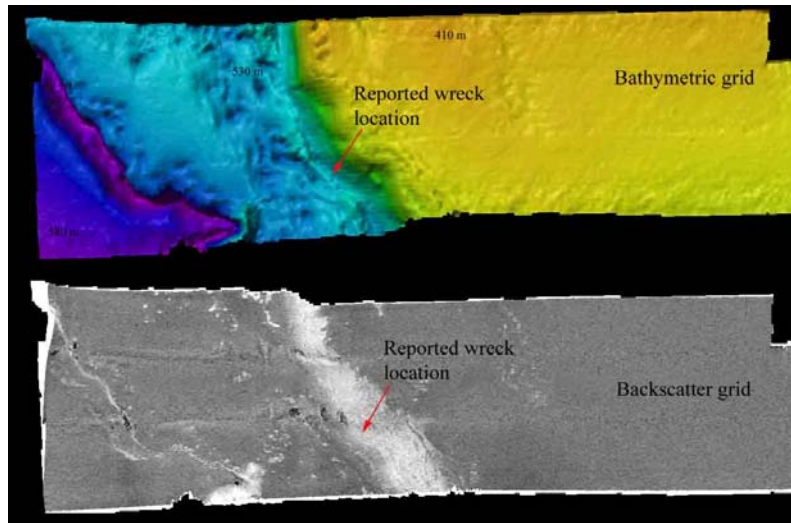 410 m
530 m
Bathymetric grid
Reported wreck
location
Reported wreck
location
Backscatter grid